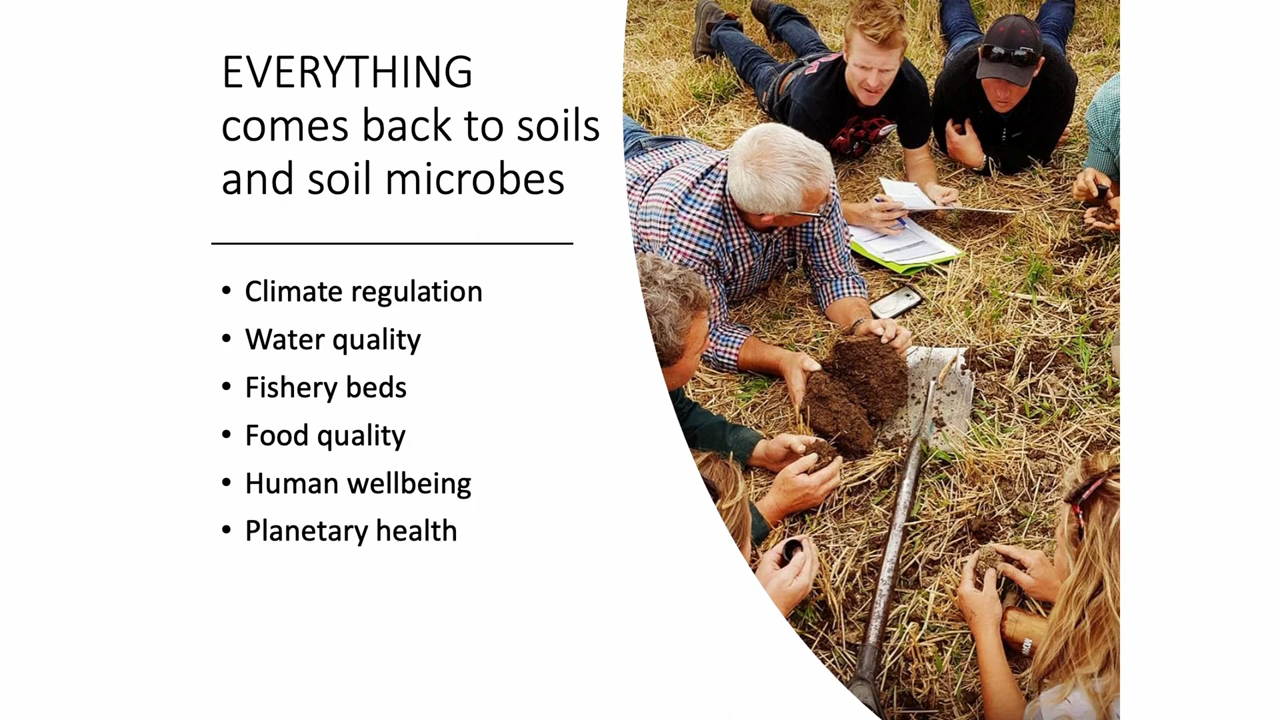 EVERYTHING
comes back to soils
and soil microbes
• Climate regulation
• Water quality
• Fishery beds
• Food quality
• Human wellbeing
• Planetary health